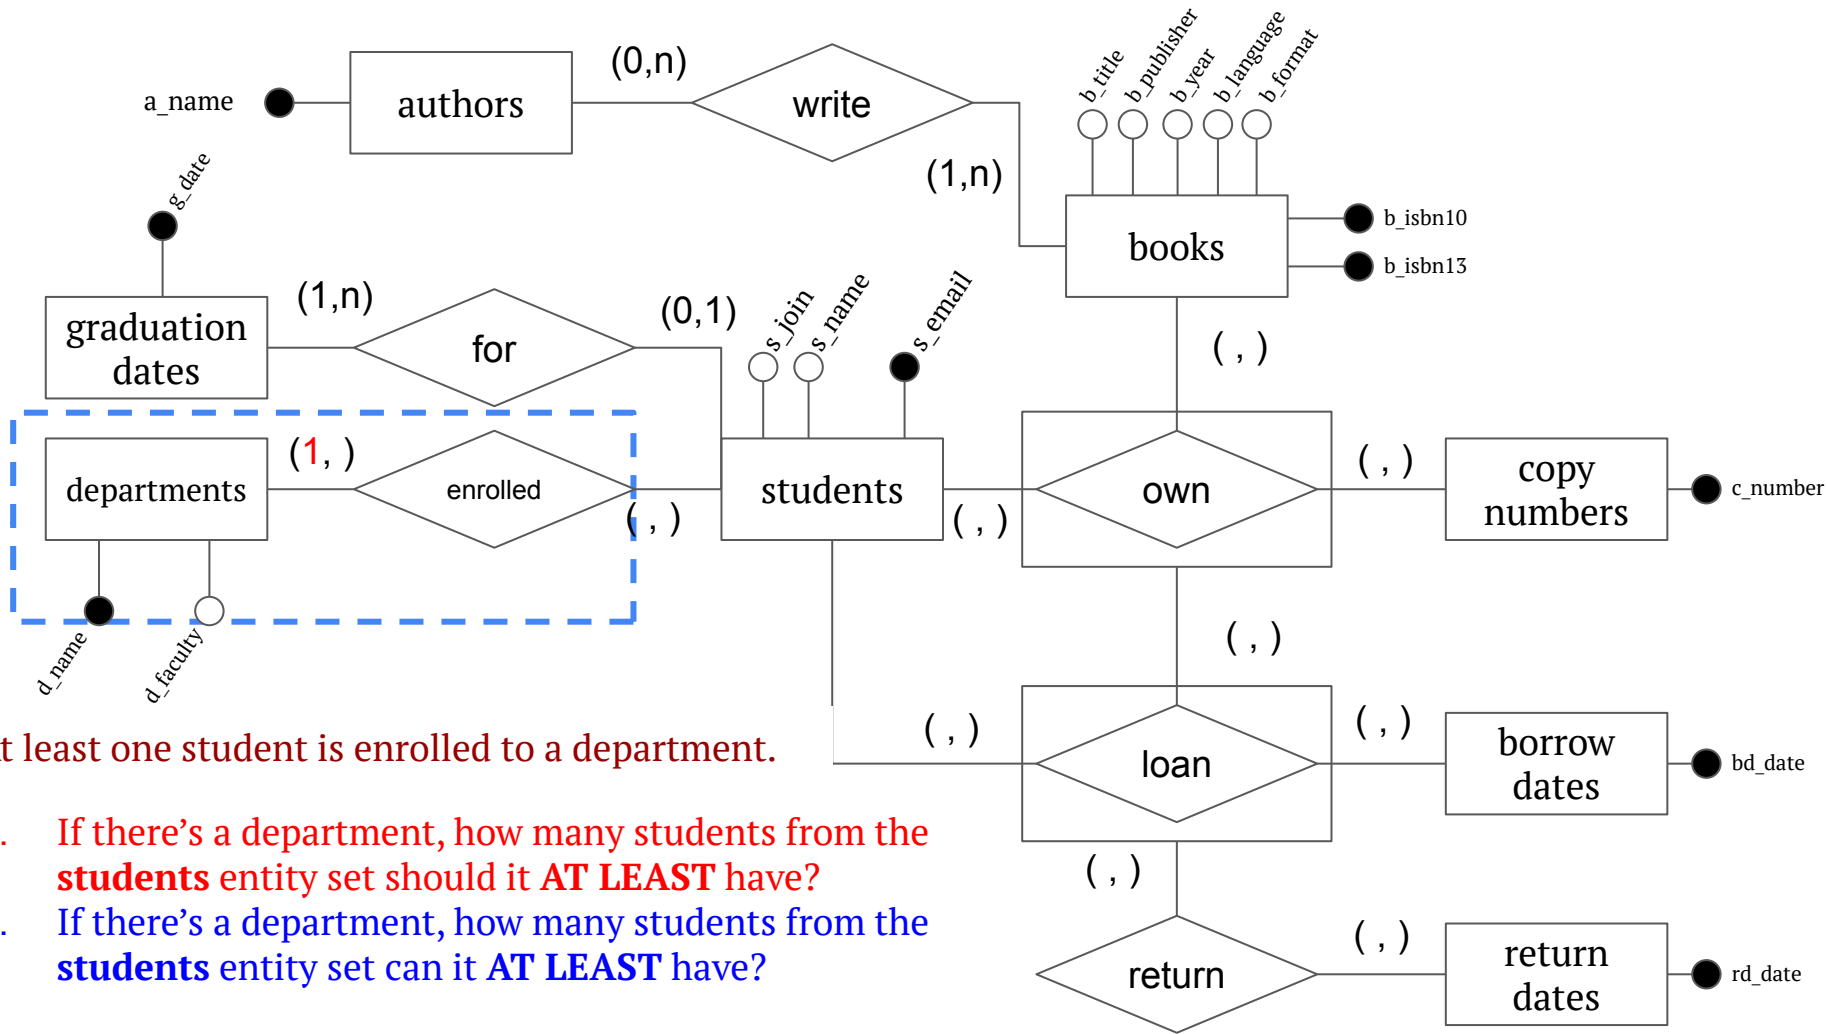 a_name
authors
(0,n)
write
(1,n)
b_title
b_publisher
b_year
b_language
b_format
books
b_isbn10
b_isbn13
g_date
graduation
dates
(1,n)
for
(0,1)
s_join
s_name
s_email
( , )
departments
(1, )
enrolled
( , )
students
( , )
own
( , )
copy
numbers
c_number
d_name
d_faculty
( , )
t least one student is enrolled to a department.
( , )
loan
( , )
borrow
dates
bd_date
. If there’s a department, how many students from the
students entity set should it AT LEAST have?
. If there’s a department, how many students from the
students entity set can it AT LEAST have?
( , )
return
( , )
return
dates
rd_date